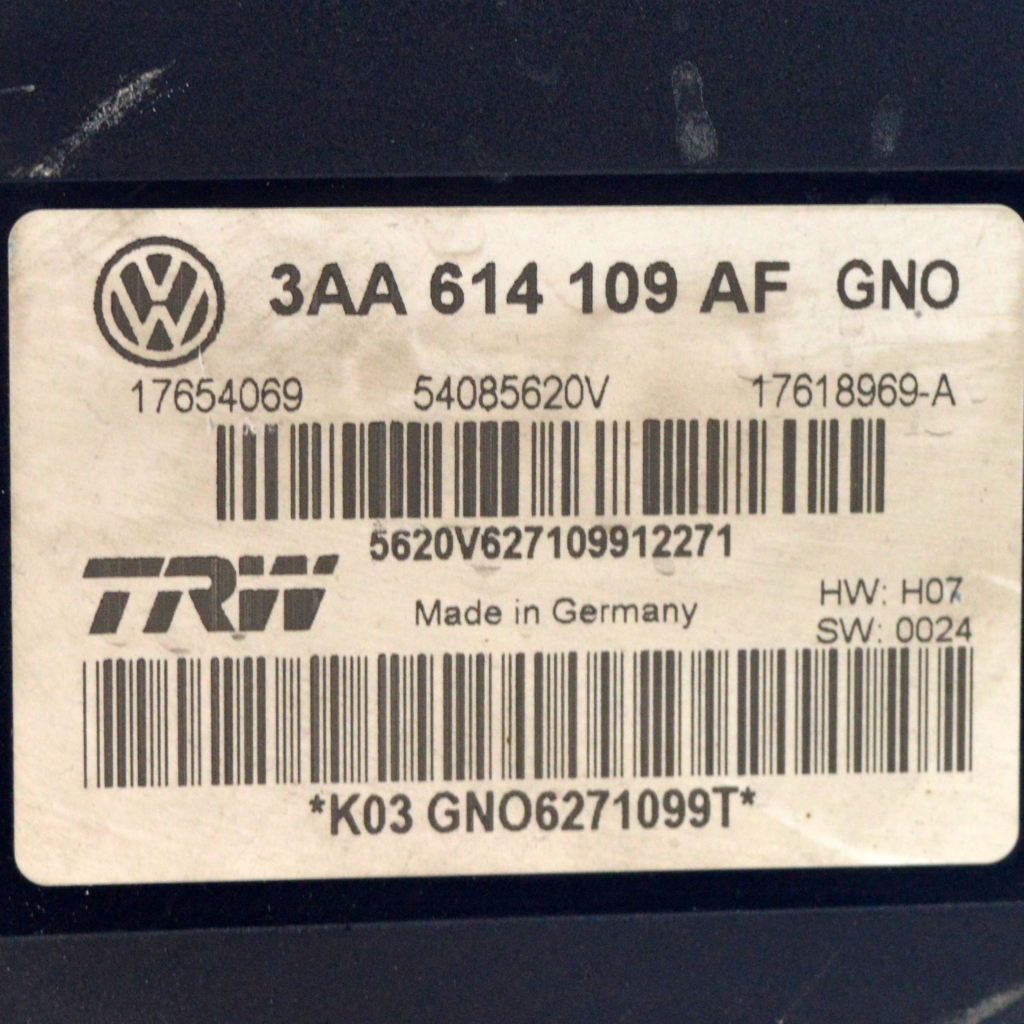 3AA 614 109 AF GNO
17654069 54085620V 17618969-A
5620V627109912271
TRW Made in Germany HW: H07
SW: 0024
*K03 GNO6271099T*